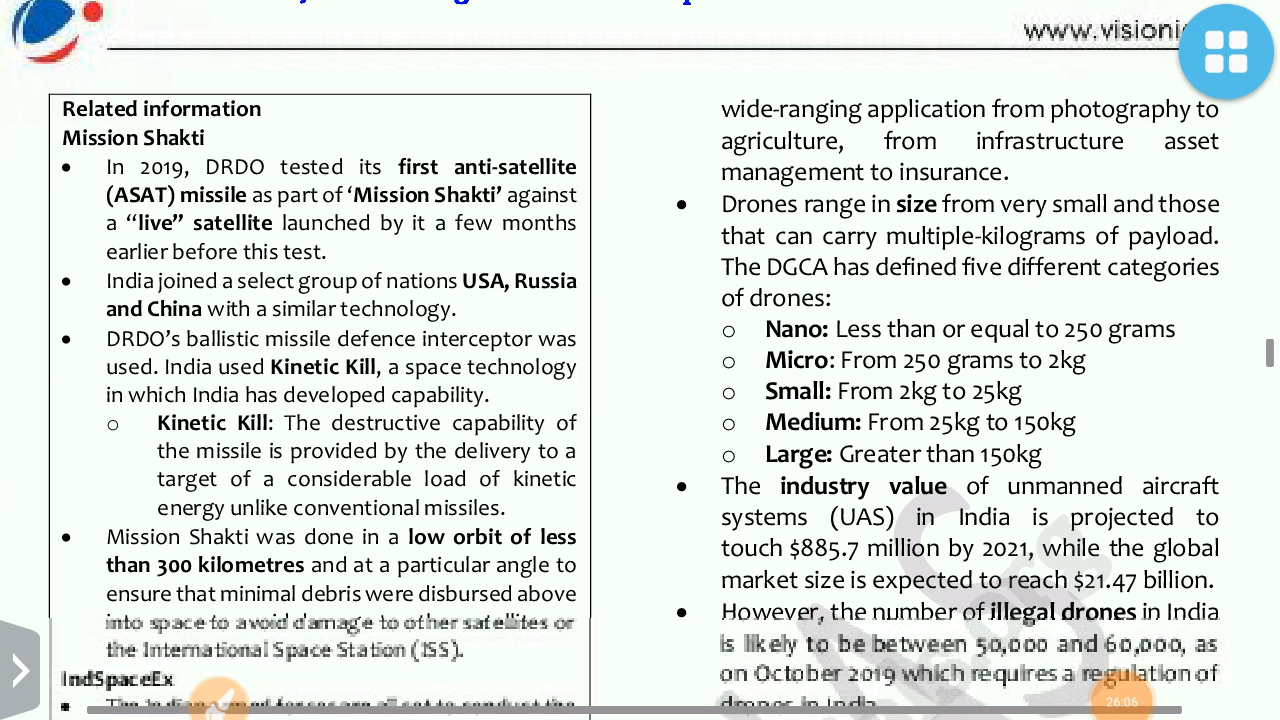 www.visioni
Related information
Mission Shakti
• In 2019, DRDO tested its first anti-satellite
(ASAT) missile as part of ‘Mission Shakti’ against
a “live” satellite launched by it a few months
earlier before this test.
• India joined a select group of nations USA, Russia
and China with a similar technology.
• DRDO’s ballistic missile defence interceptor was
used. India used Kinetic Kill, a space technology
in which India has developed capability.
o Kinetic Kill: The destructive capability of
the missile is provided by the delivery to a
target of a considerable load of kinetic
energy unlike conventional missiles.
• Mission Shakti was done in a low orbit of less
than 300 kilometres and at a particular angle to
ensure that minimal debris were disbursed above
into space to avoid damage to other satellites or
the International Space Station (ISS).
IndSpaceEx
wide-ranging application from photography to
agriculture, from infrastructure asset
management to insurance.
• Drones range in size from very small and those
that can carry multiple-kilograms of payload.
The DGCA has defined five different categories
of drones:
o Nano: Less than or equal to 250 grams
o Micro: From 250 grams to 2kg
o Small: From 2kg to 25kg
o Medium: From 25kg to 150kg
o Large: Greater than 150kg
• The industry value of unmanned aircraft
systems (UAS) in India is projected to
touch $885.7 million by 2021, while the global
market size is expected to reach $21.47 billion.
• However, the number of illegal drones in India
is likely to be between 50,000 and 60,000, as
on October 2019 which requires a regulation of
drones in India
26:06